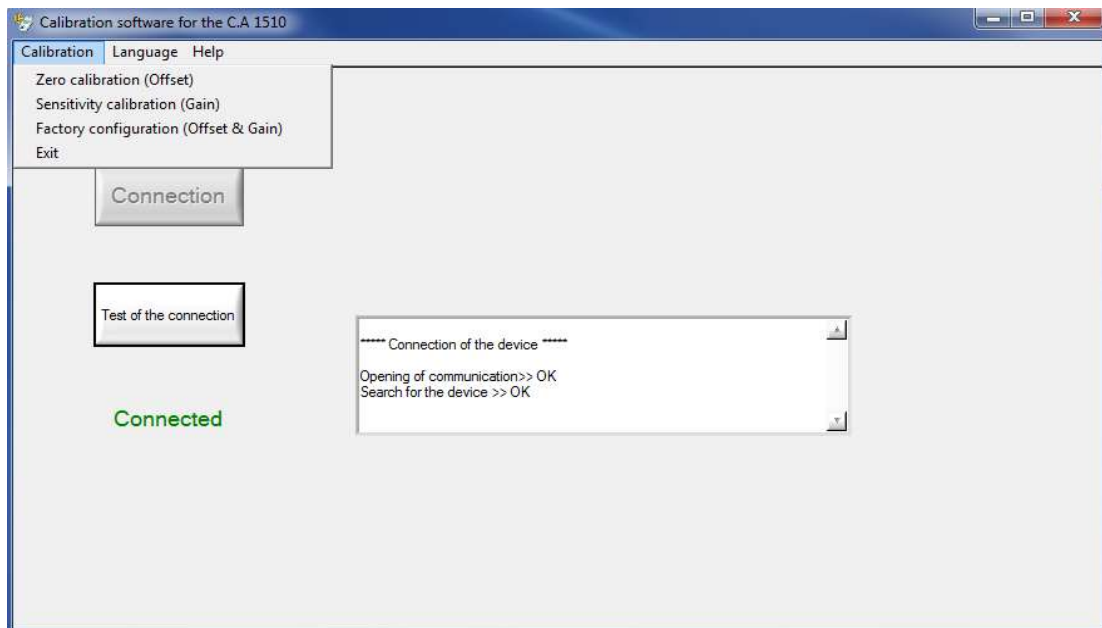 Calibration software for the C.A 1510
Calibration Language Help
Zero calibration (Offset)
Sensitivity calibration (Gain)
Factory configuration (Offset & Gain)
Exit
Connection
Test of the connection
***** Connection of the device *****
Opening of communication>> OK
Search for the device >> OK
Connected